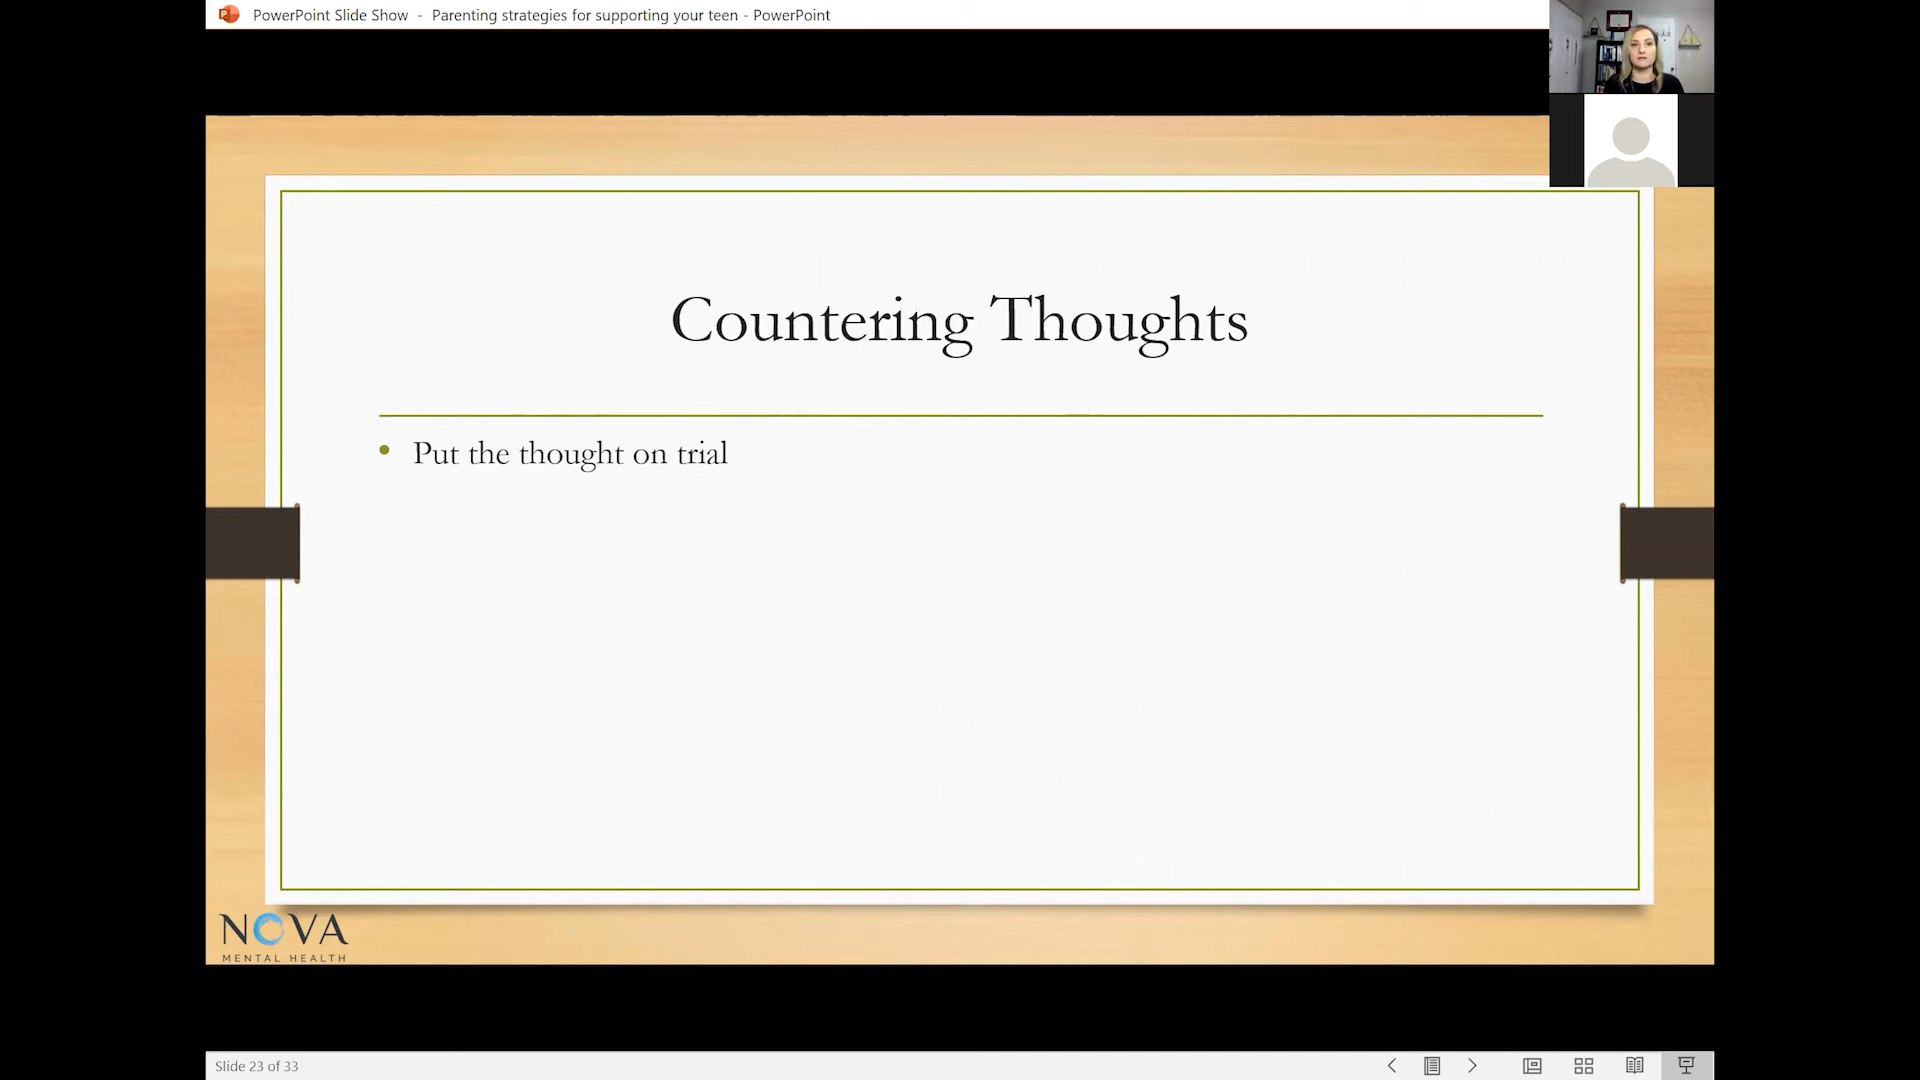 PowerPoint Slide Show - Parenting strategies for supporting your teen - PowerPoint
Countering Thoughts
• Put the thought on trial
NOVA
MENTAL HEALTH
Slide 23 of 33